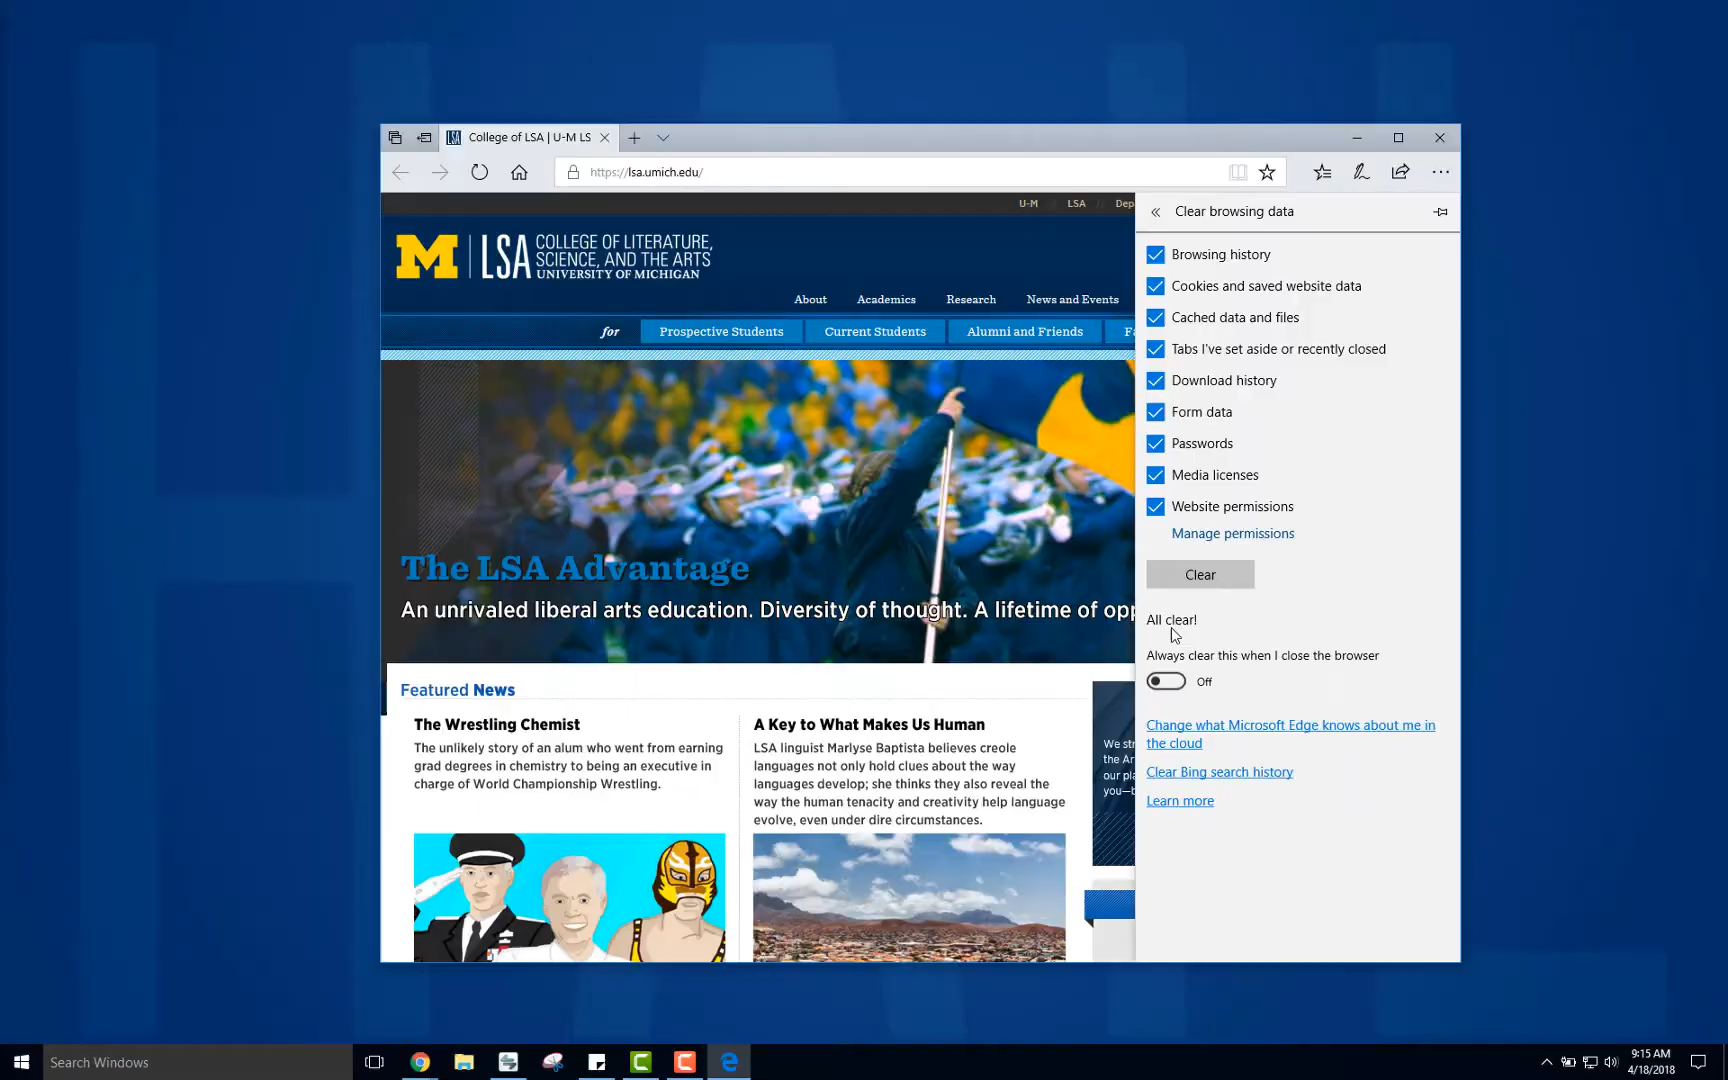 College of LSA | U-M LS
https://lsa.umich.edu/
U-M // LSA // Dep
M LSA COLLEGE OF LITERATURE,
SCIENCE, AND THE ARTS
UNIVERSITY OF MICHIGAN
About Academics Research News and Events
for Prospective Students Current Students Alumni and Friends Fa
The LSA Advantage
An unrivaled liberal arts education. Diversity of thought. A lifetime of opp
Featured News
The Wrestling Chemist
The unlikely story of an alum who went from earning
grad degrees in chemistry to being an executive in
charge of World Championship Wrestling.
A Key to What Makes Us Human
LSA linguist Marlyse Baptista believes creole
languages not only hold clues about the way
languages develop; she thinks they also reveal the
way the human tenacity and creativity help language
evolve, even under dire circumstances.
We str
the Ar
our pla
you—b
Clear browsing data
Browsing history
Cookies and saved website data
Cached data and files
Tabs I've set aside or recently closed
Download history
Form data
Passwords
Media licenses
Website permissions
Manage permissions
Clear
All clear!
Always clear this when I close the browser
Off
Change what Microsoft Edge knows about me in
the cloud
Clear Bing search history
Learn more
Search Windows
9:15 AM
4/18/2018